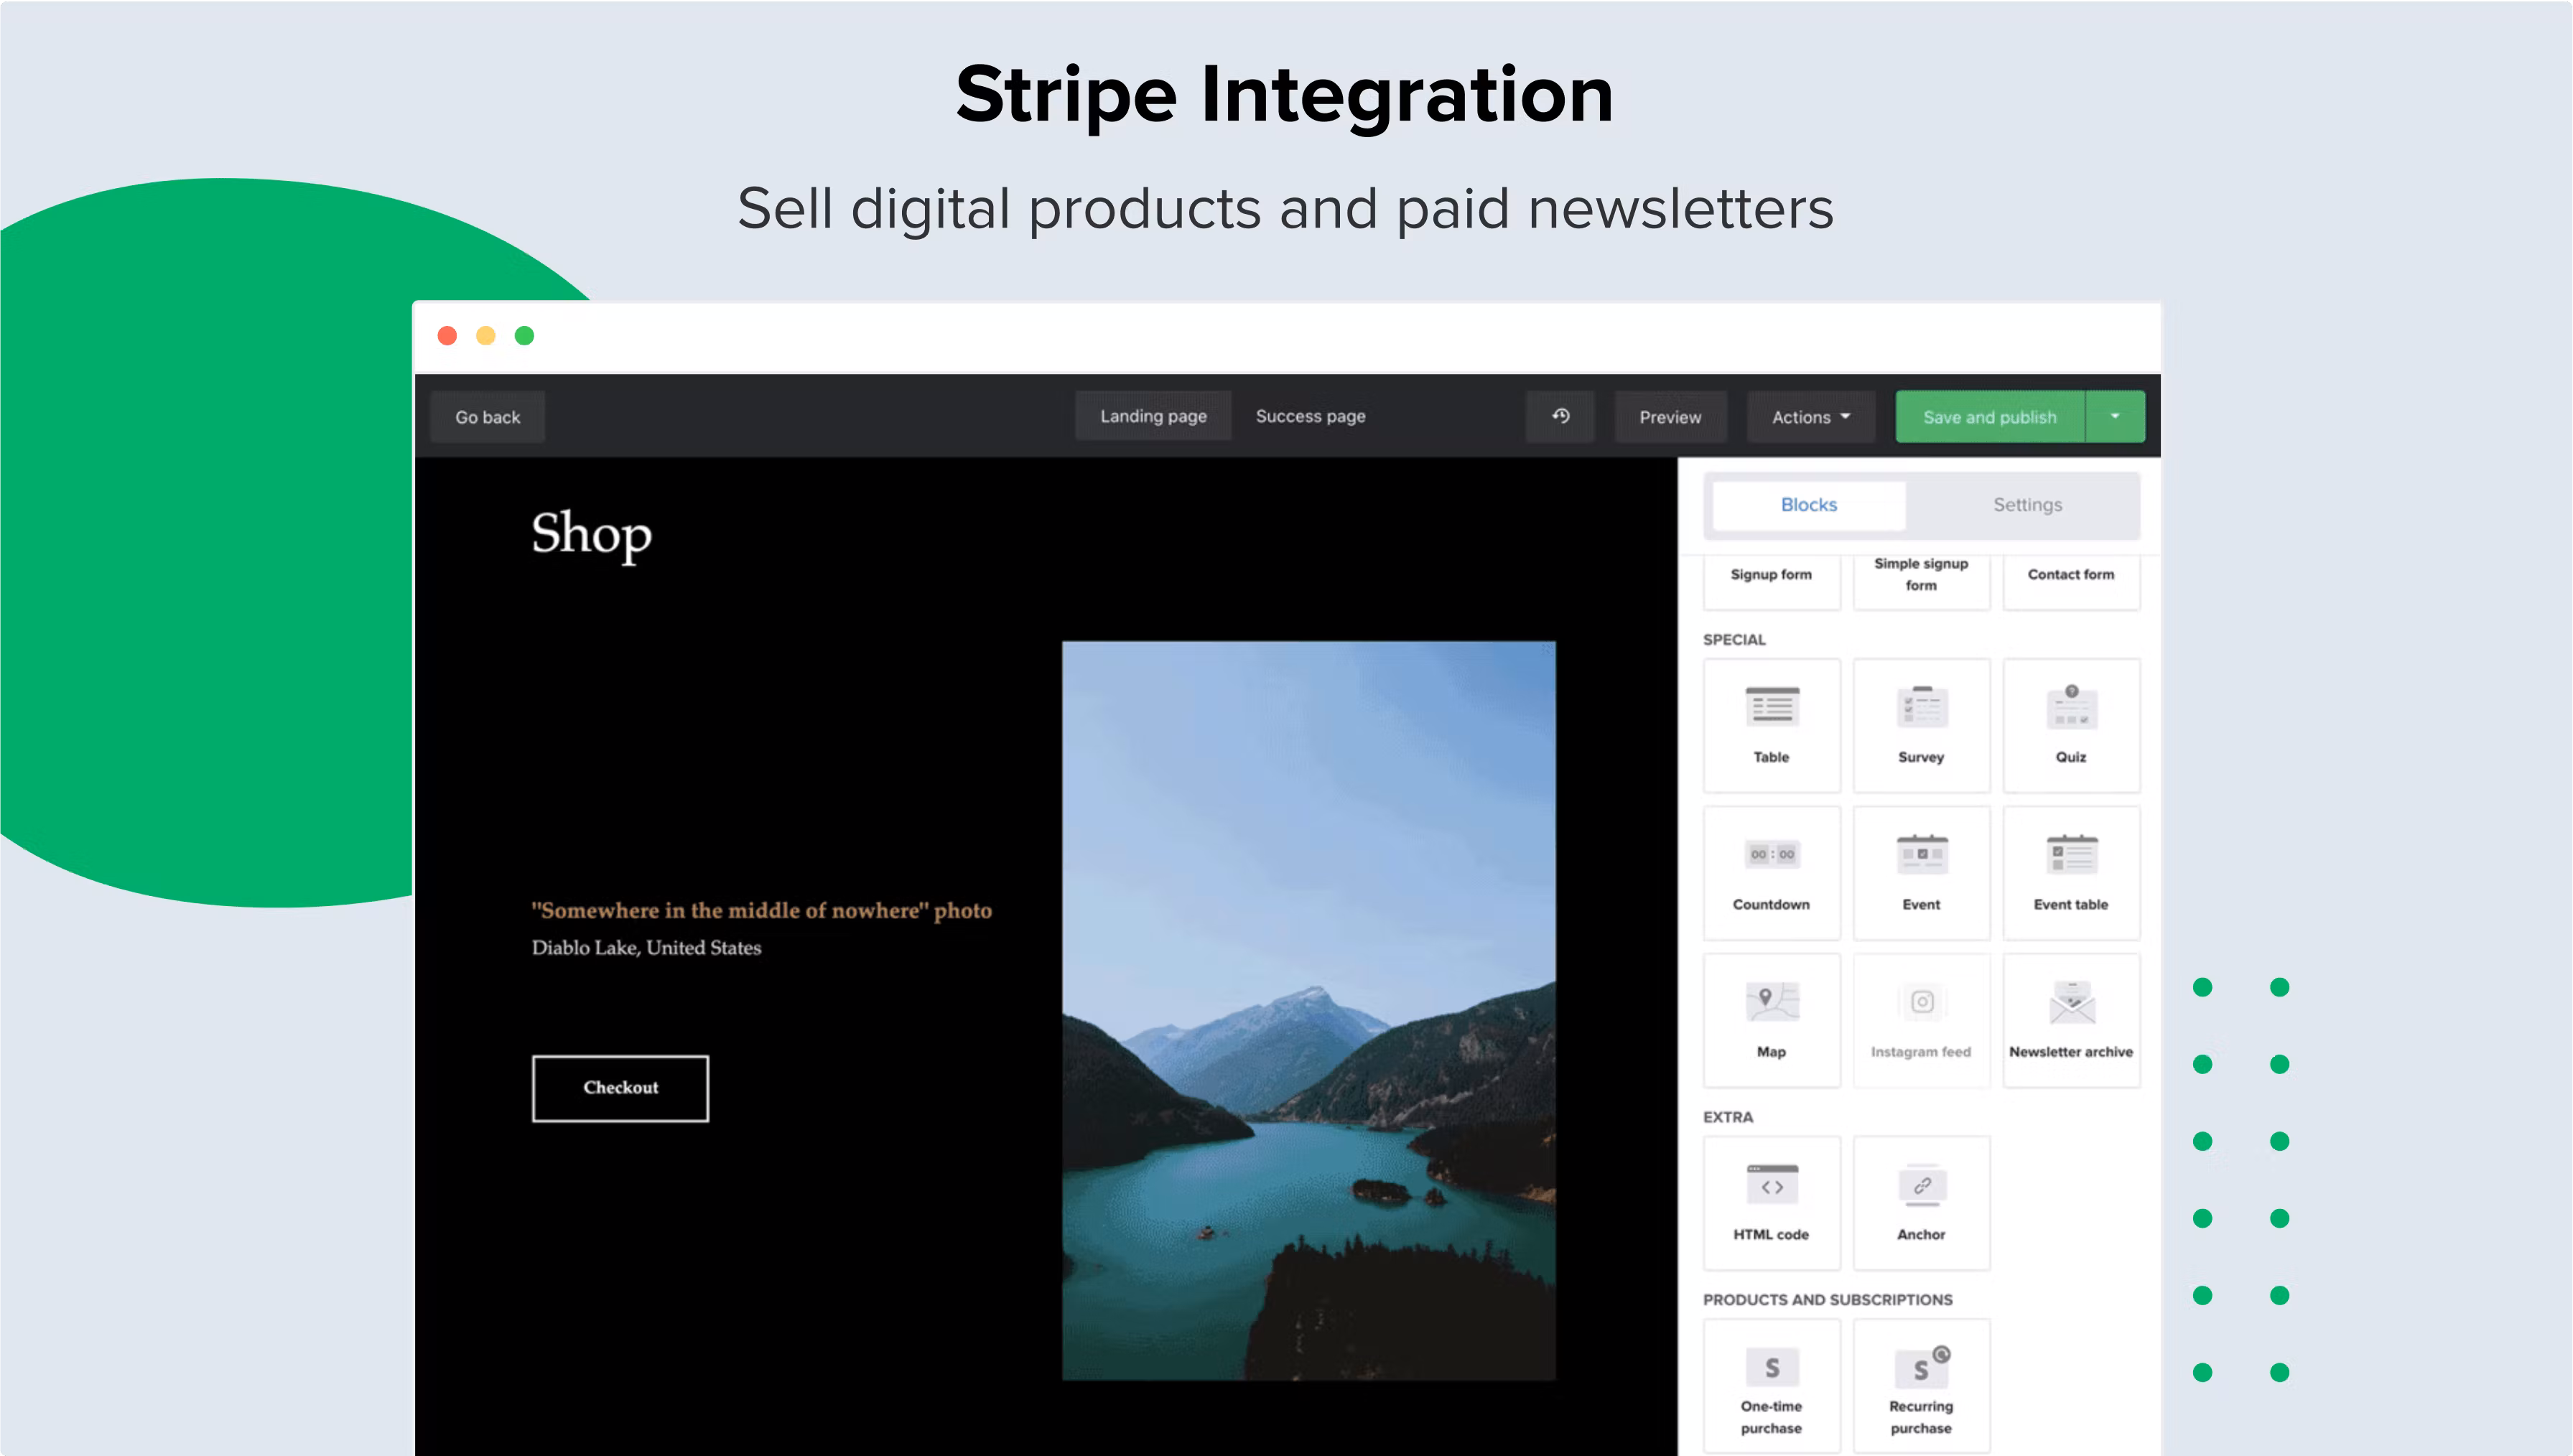 Stripe Integration
Sell digital products and paid newsletters
Go back
Landing page
Success page
Preview
Actions
Save and publish
Shop
"Somewhere in the middle of nowhere" photo
Diablo Lake, United States
Checkout
Blocks
Settings
Signup form
Simple signup
form
Contact form
SPECIAL
Table
Survey
?
Quiz
00 : 00
Countdown
Event
Event table
Map
Instagram feed
Newsletter archive
EXTRA
<>
HTML code
Anchor
PRODUCTS AND SUBSCRIPTIONS
S
One-time
purchase
S
Recurring
purchase